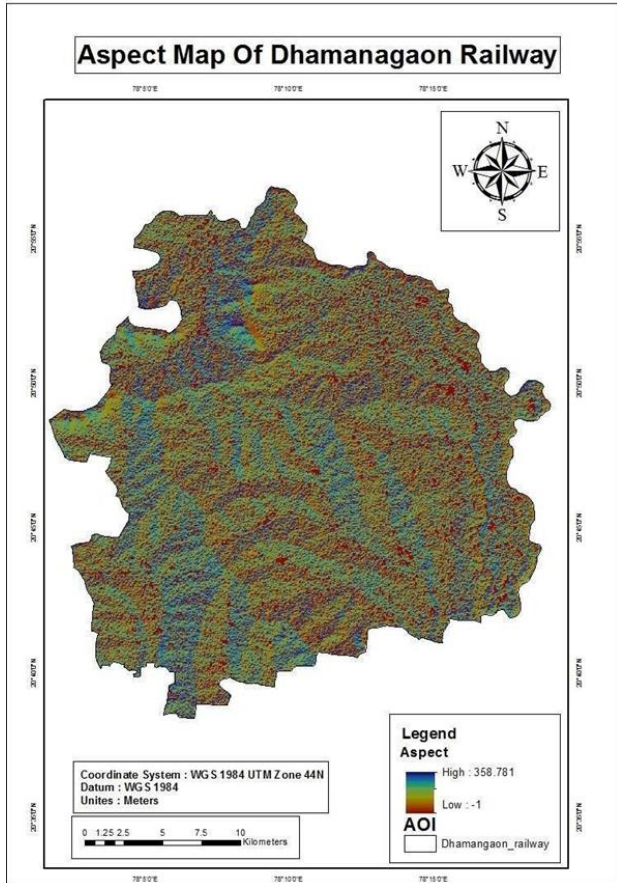 Aspect Map Of Dhamanagaon Railway
78°5'0"E 78°10'0"E 78°15'0"E
N
W E
S
Legend
Aspect
High : 358.781
Low : -1
AOI
Dhamangaon_railway
Coordinate System : WGS 1984 UTM Zone 44N
Datum : WGS 1984
Unites : Meters
0 1.25 2.5 5 7.5 10
Kilometers
78°5'0"E 78°10'0"E 78°15'0"E